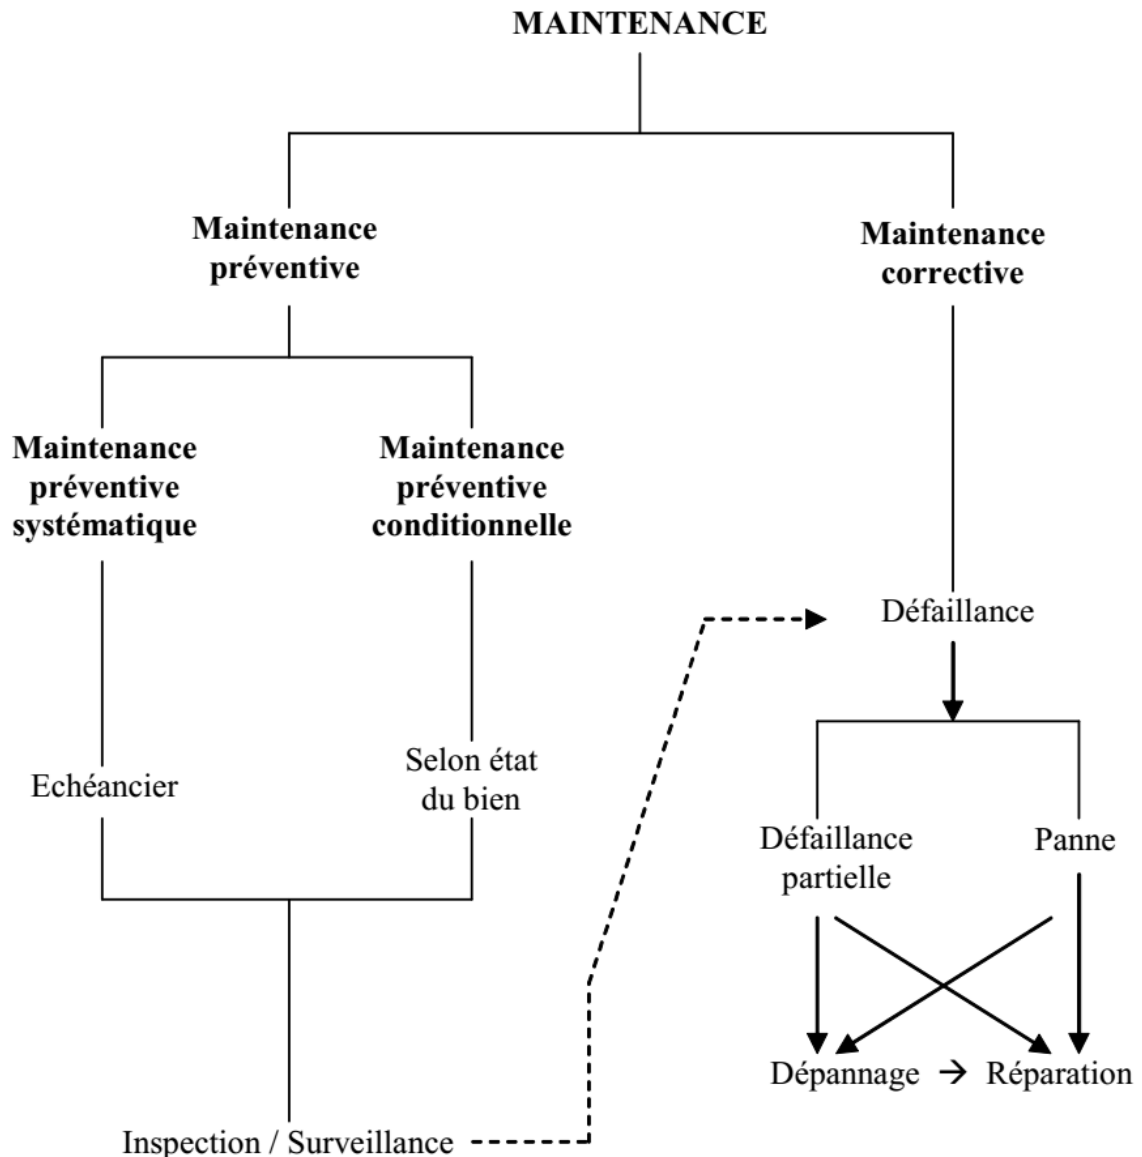 MAINTENANCE
Maintenance
préventive
Maintenance
corrective
Maintenance
préventive
systématique
Maintenance
préventive
conditionnelle
Défaillance
Echéancier
Selon état
du bien
Défaillance
partielle
Panne
Dépannage → Réparation
Inspection / Surveillance